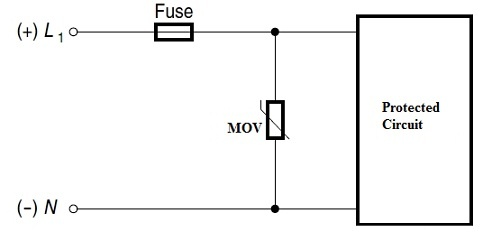 Fuse
(+) L1
MOV
Protected
Circuit
(-) N